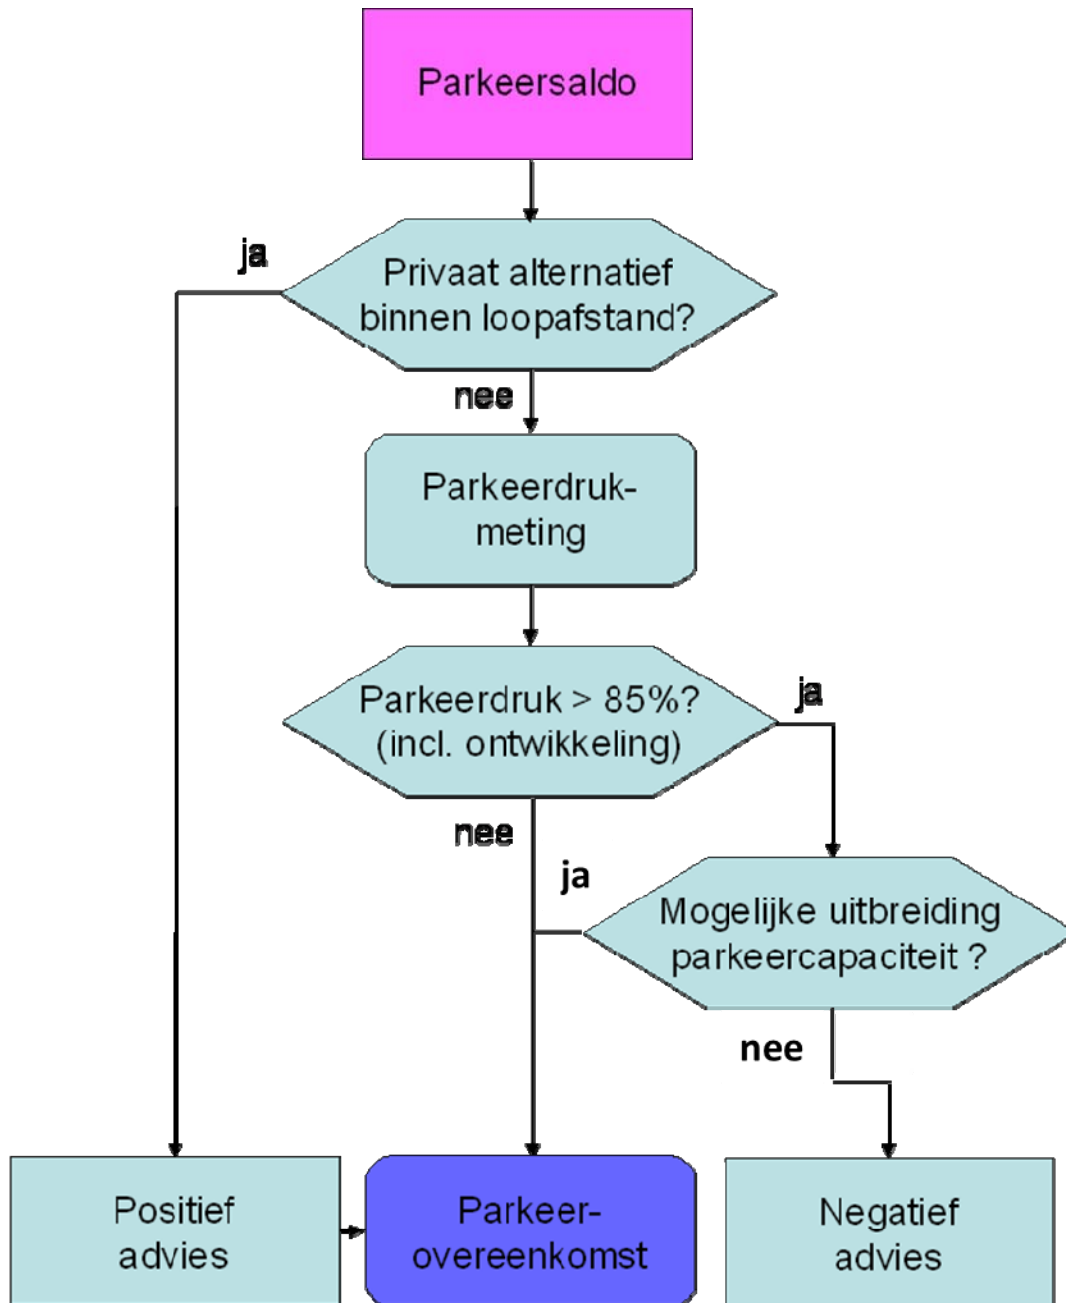 Parkeersaldo
ja
Privaat alternatief
binnen loopafstand?
nee
Parkeerdruk-
meting
Parkeerdruk > 85%?
(incl. ontwikkeling)
ja
nee
ja
Mogelijke uitbreiding
parkeercapaciteit ?
nee
Positief
advies
Parkeer-
overeenkomst
Negatief
advies